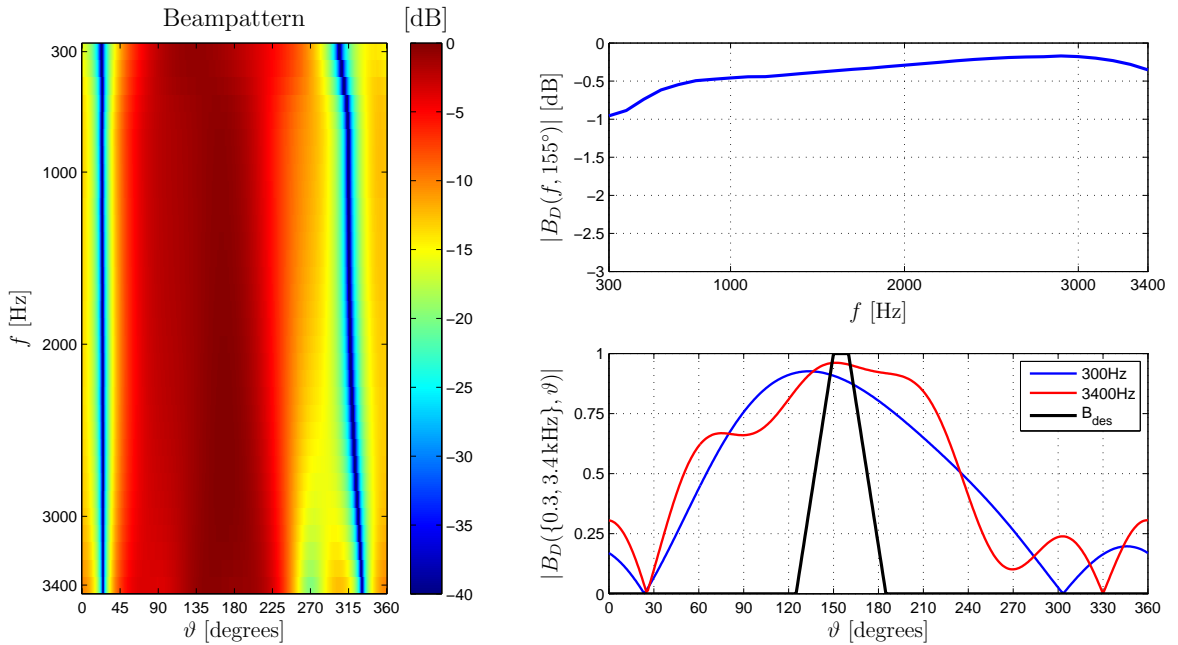 Beampattern
[dB]
300
1000
2000
3000
3400
f [Hz]
0 45 90 135 180 225 270 315 360
ϑ [degrees]
0
−5
−10
−15
−20
−25
−30
−35
−40
|B_D(f, 155°)| [dB]
0
−0.5
−1
−1.5
−2
−2.5
−3
300 1000 2000 3000 3400
f [Hz]
|B_D({0.3, 3.4 kHz}, ϑ)|
1
0.75
0.5
0.25
0
0 30 60 90 120 150 180 210 240 270 300 330 360
ϑ [degrees]
300Hz
3400Hz
B_des